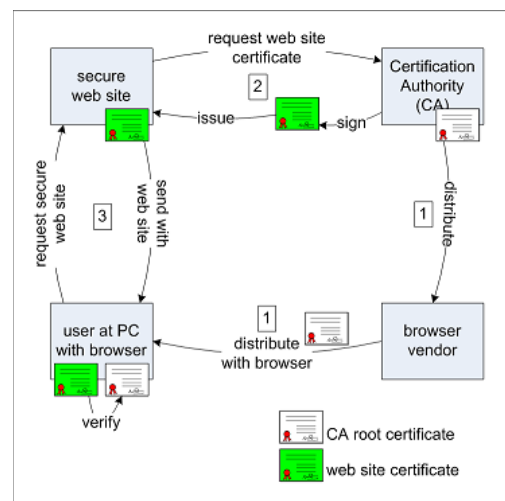 request web site
certificate
secure
web site
Certification
Authority
(CA)
2
issue
sign
request secure
web site
3
send with
web site
1
distribute
user at PC
with browser
1
distribute
with browser
browser
vendor
verify
CA root certificate
web site certificate